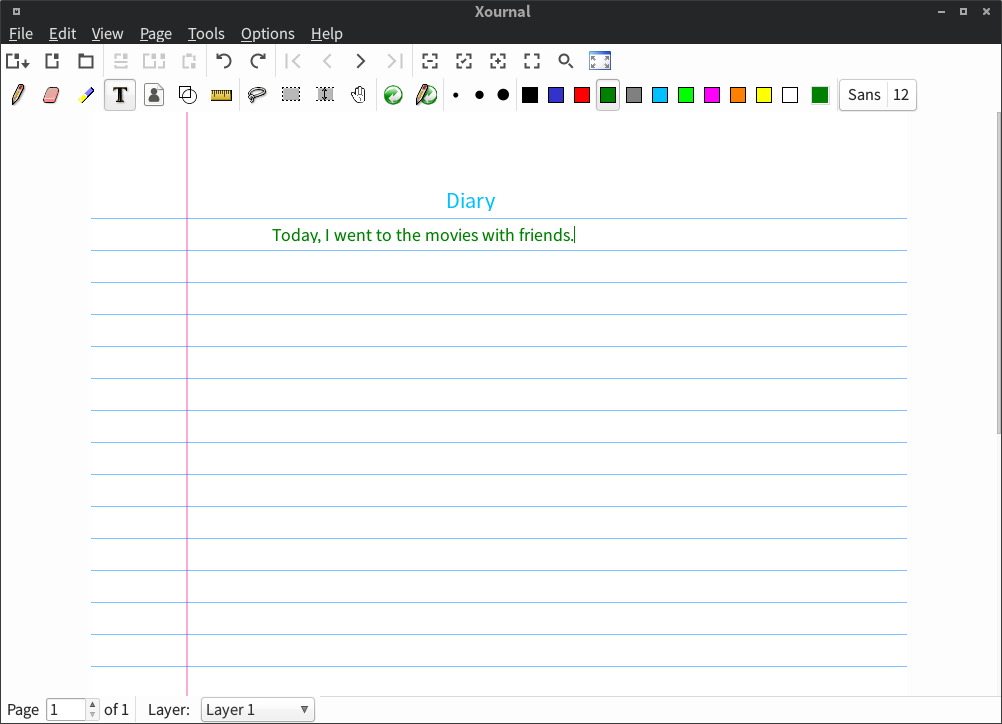 Xournal
File Edit View Page Tools Options Help
T Sans 12
Diary
Today, I went to the movies with friends.
Page 1 of 1 Layer: Layer 1